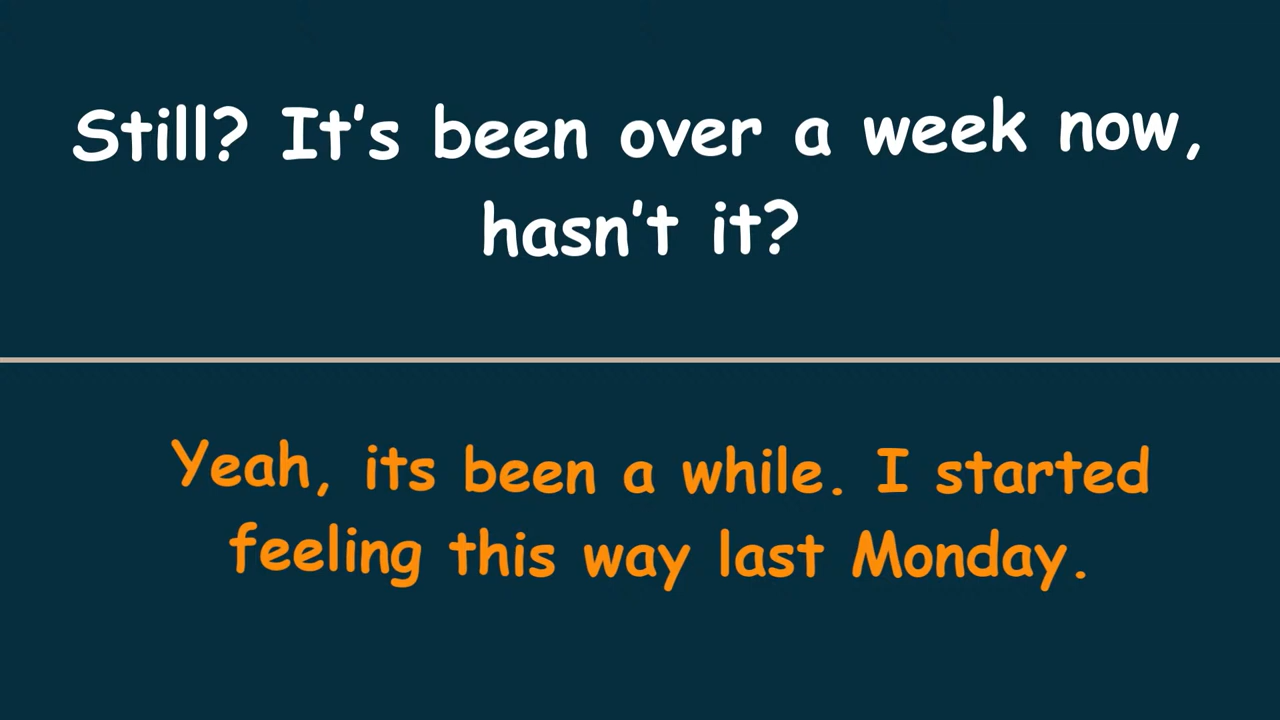 Still? It's been over a week now,
hasn't it?
Yeah, its been a while. I started
feeling this way last Monday.